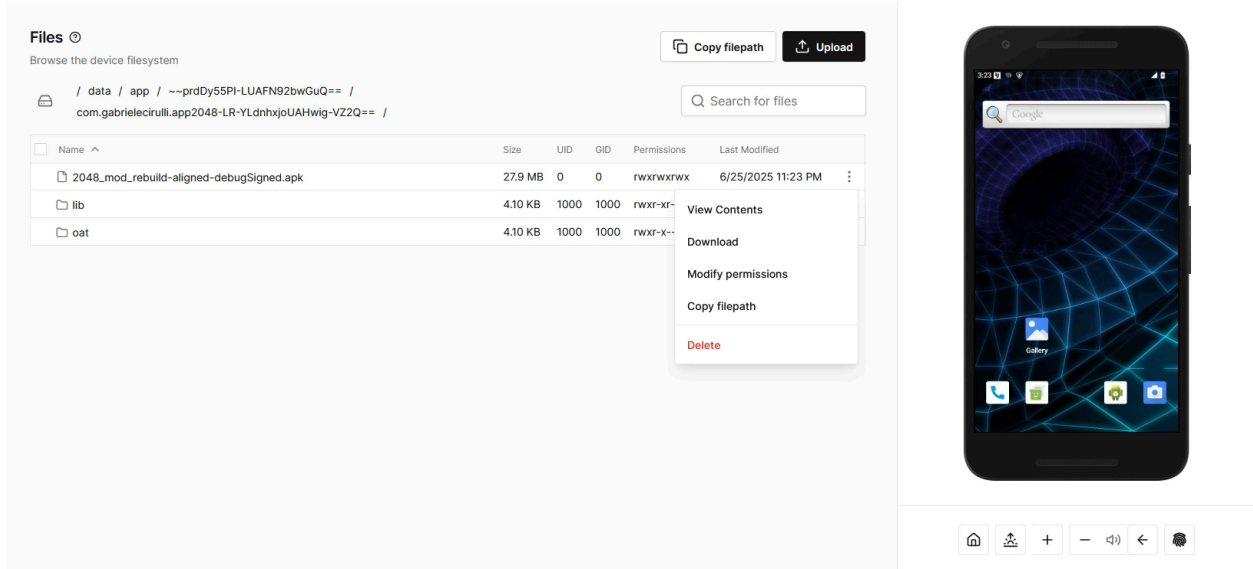 Files
Browse the device filesystem
Copy filepath
Upload
/ data / app / ~~prdDy55PI-LUAFN92bwGuQ== /
com.gabrielecirulli.app2048-LR-YLdnhxjoUAHwig-VZ2Q== /
Search for files
Name Size UID GID Permissions Last Modified
2048_mod_rebuild-aligned-debugSigned.apk 27.9 MB 0 0 rwxrwxrwx 6/25/2025 11:23 PM
lib 4.10 KB 1000 1000 rwxr-xr-
oat 4.10 KB 1000 1000 rwxr-x--
View Contents
Download
Modify permissions
Copy filepath
Delete
3:23
Google
Gallery